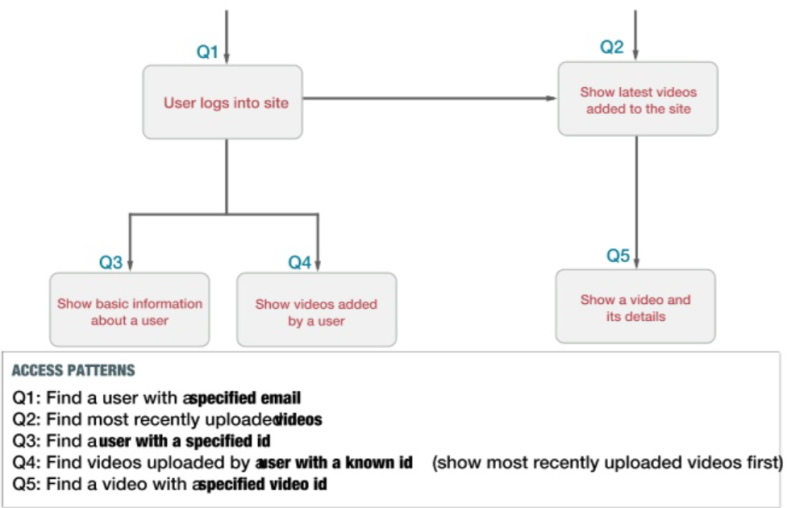 Q1
Q2
User logs into site
Show latest videos
added to the site
Q3
Q4
Q5
Show basic information
about a user
Show videos added
by a user
Show a video and
its details
ACCESS PATTERNS
Q1: Find a user with a specified email
Q2: Find most recently uploaded videos
Q3: Find a user with a specified id
Q4: Find videos uploaded by a user with a known id (show most recently uploaded videos first)
Q5: Find a video with a specified video id